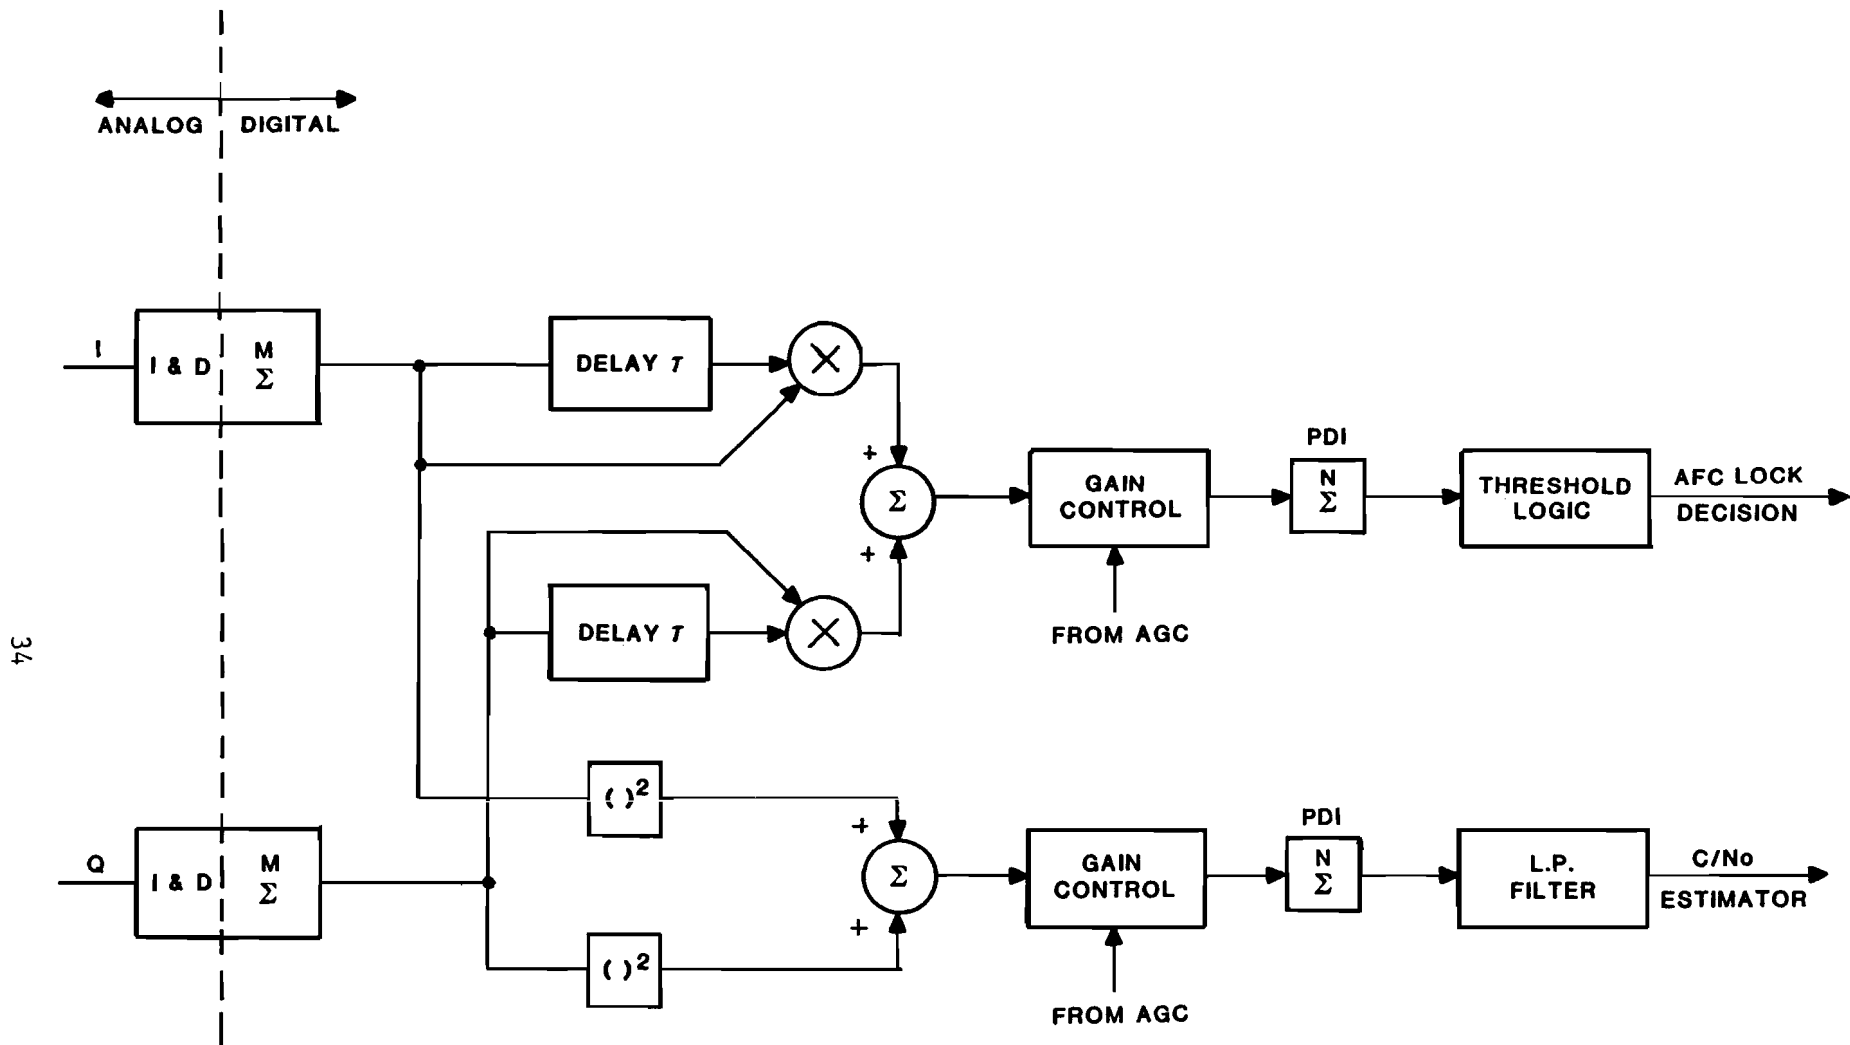 ANALOG DIGITAL
I
I & D
M
Σ
DELAY τ
×
+
Σ
+
GAIN
CONTROL
FROM AGC
PDI
N
Σ
THRESHOLD
LOGIC
AFC LOCK
DECISION
DELAY τ
×
34
Q
I & D
M
Σ
( )²
( )²
+
Σ
+
GAIN
CONTROL
FROM AGC
PDI
N
Σ
L.P.
FILTER
C/No
ESTIMATOR